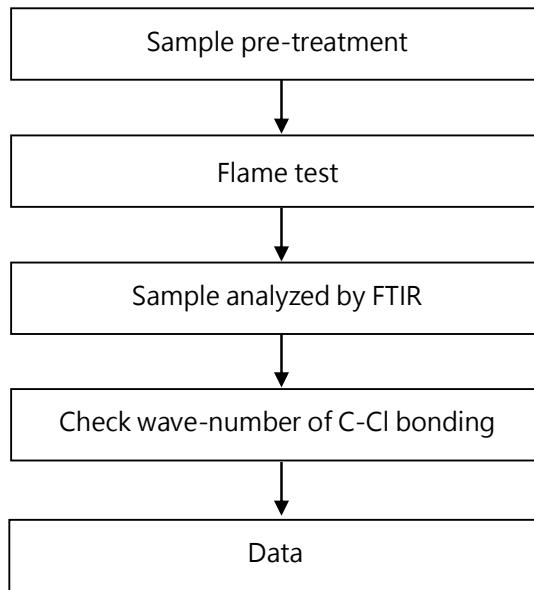 Sample pre-treatment
Flame test
Sample analyzed by FTIR
Check wave-number of C-Cl bonding
Data